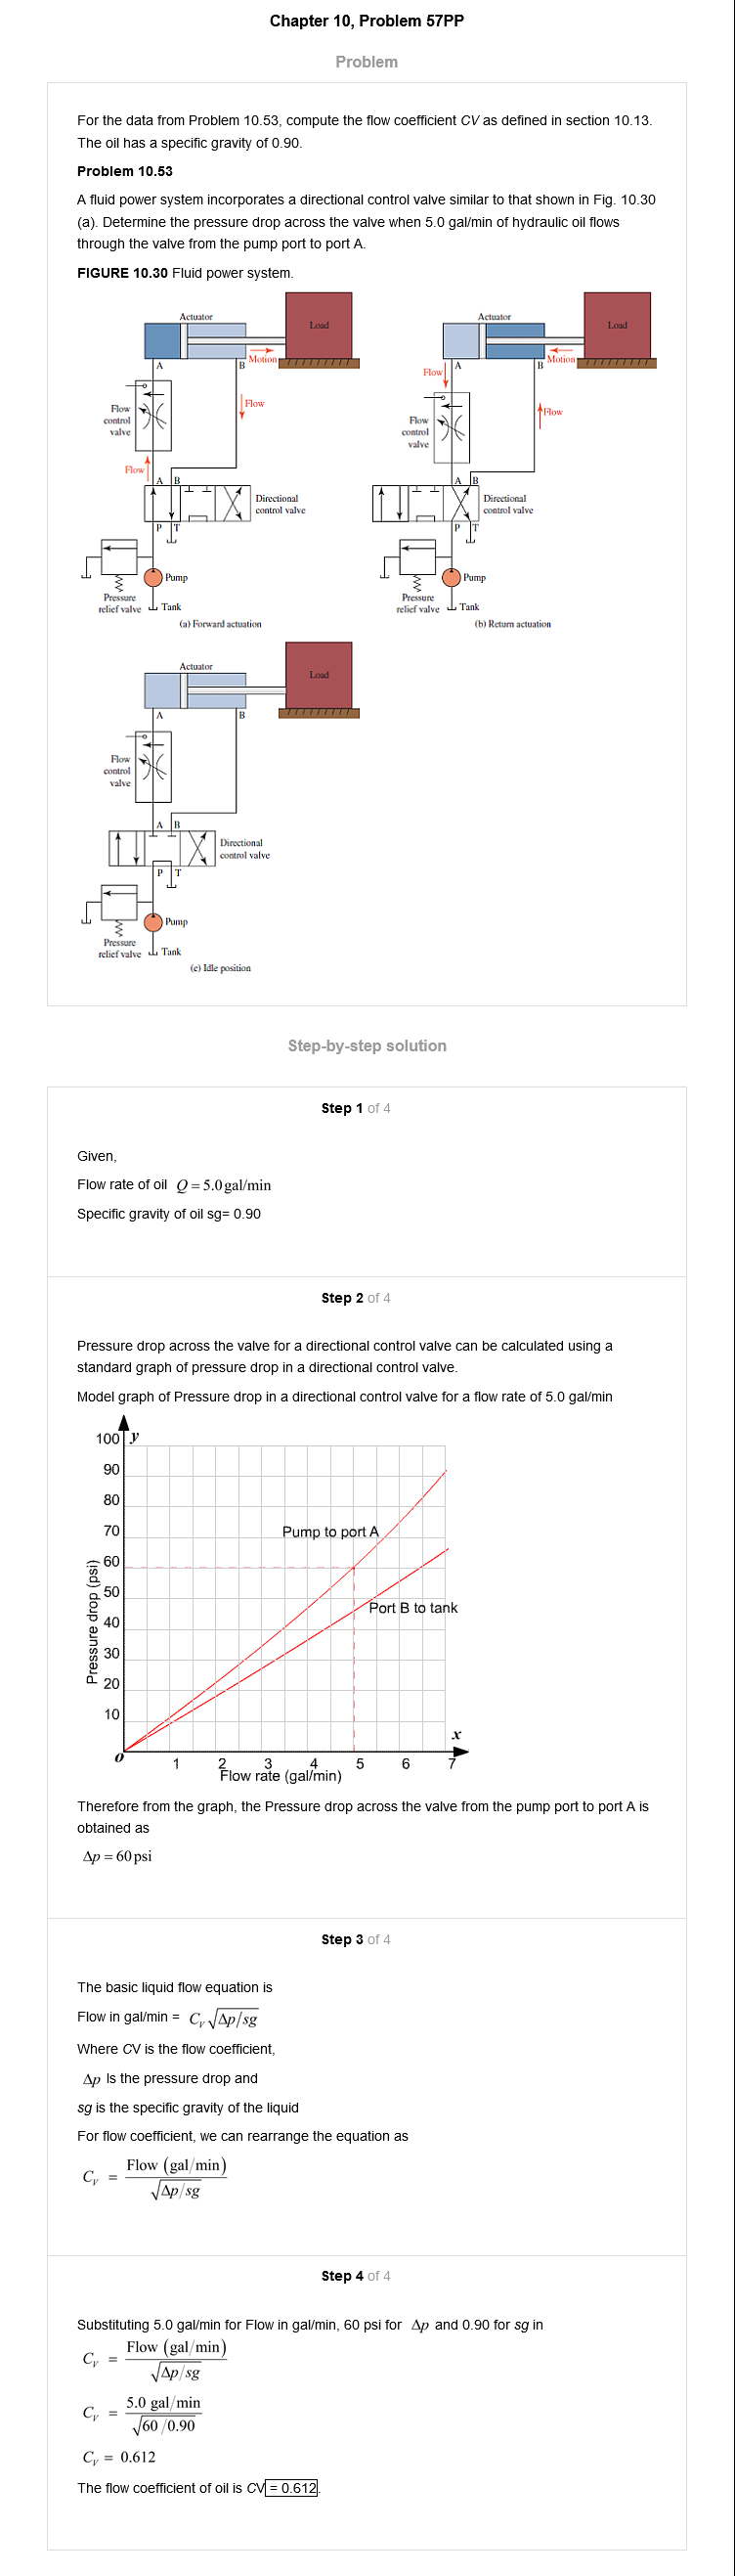 Chapter 10, Problem 57PP
Problem
For the data from Problem 10.53, compute the flow coefficient CV as defined in section 10.13.
The oil has a specific gravity of 0.90.
Problem 10.53
A fluid power system incorporates a directional control valve similar to that shown in Fig. 10.30
(a). Determine the pressure drop across the valve when 5.0 gal/min of hydraulic oil flows
through the valve from the pump port to port A.
FIGURE 10.30 Fluid power system.
Actuator
Load
A
B
Motion
Flow
control
valve
Flow
Flow
A B
Directional
control valve
P T
Pump
Pressure
relief valve
Tank
(a) Forward actuation
Actuator
Load
A
B
Motion
Flow
Flow
control
valve
Flow
A B
Directional
control valve
P T
Pump
Pressure
relief valve
Tank
(b) Return actuation
Actuator
Load
A
B
Flow
control
valve
A B
Directional
control valve
P T
Pump
Pressure
relief valve
Tank
(c) Idle position
Step-by-step solution
Step 1 of 4
Given,
Flow rate of oil Q = 5.0 gal/min
Specific gravity of oil sg= 0.90
Step 2 of 4
Pressure drop across the valve for a directional control valve can be calculated using a
standard graph of pressure drop in a directional control valve.
Model graph of Pressure drop in a directional control valve for a flow rate of 5.0 gal/min
y
100
90
80
70
60
50
40
30
20
10
Pressure drop (psi)
Pump to port A
Port B to tank
x
0
1 2 3 4 5 6 7
Flow rate (gal/min)
Therefore from the graph, the Pressure drop across the valve from the pump port to port A is
obtained as
Δp = 60 psi
Step 3 of 4
The basic liquid flow equation is
Flow in gal/min = C_V √(Δp/sg)
Where CV is the flow coefficient,
Δp Is the pressure drop and
sg is the specific gravity of the liquid
For flow coefficient, we can rearrange the equation as
C_V = Flow (gal/min) / √(Δp/sg)
Step 4 of 4
Substituting 5.0 gal/min for Flow in gal/min, 60 psi for Δp and 0.90 for sg in
C_V = Flow (gal/min) / √(Δp/sg)
C_V = 5.0 gal/min / √(60/0.90)
C_V = 0.612
The flow coefficient of oil is CV = 0.612.